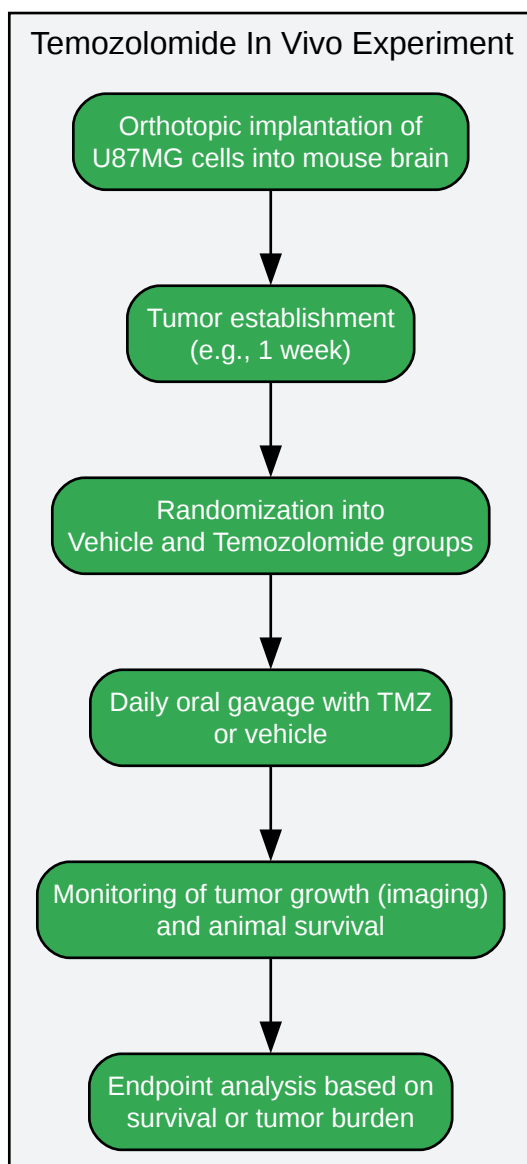 Temozolomide In Vivo Experiment
Orthotopic implantation of
U87MG cells into mouse brain
Tumor establishment
(e.g., 1 week)
Randomization into
Vehicle and Temozolomide groups
Daily oral gavage with TMZ
or vehicle
Monitoring of tumor growth (imaging)
and animal survival
Endpoint analysis based on
survival or tumor burden